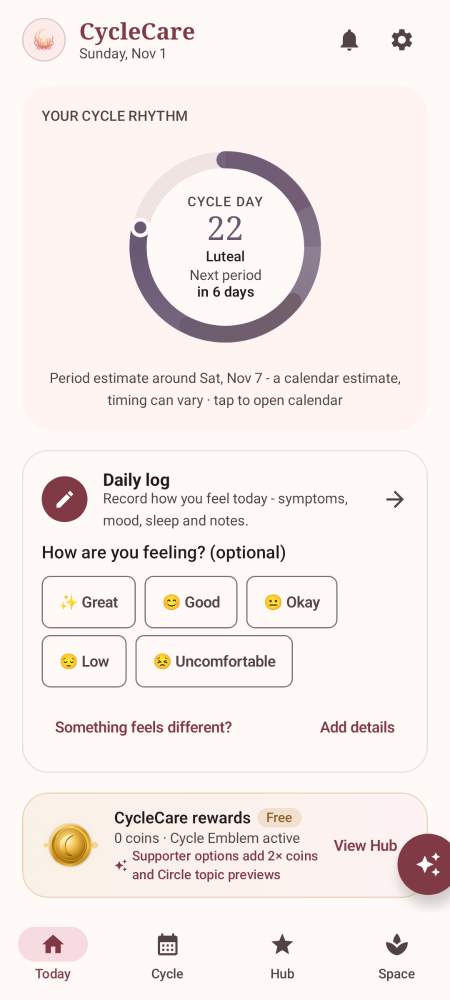 CycleCare
Sunday, Nov 1
YOUR CYCLE RHYTHM
CYCLE DAY
22
Luteal
Next period
in 6 days
Period estimate around Sat, Nov 7 - a calendar estimate,
timing can vary · tap to open calendar
Daily log
Record how you feel today - symptoms,
mood, sleep and notes.
How are you feeling? (optional)
✨ Great
😊 Good
😐 Okay
😔 Low
😣 Uncomfortable
Something feels different?
Add details
CycleCare rewards Free
0 coins · Cycle Emblem active
Supporter options add 2× coins
and Circle topic previews
View Hub
Today
Cycle
Hub
Space